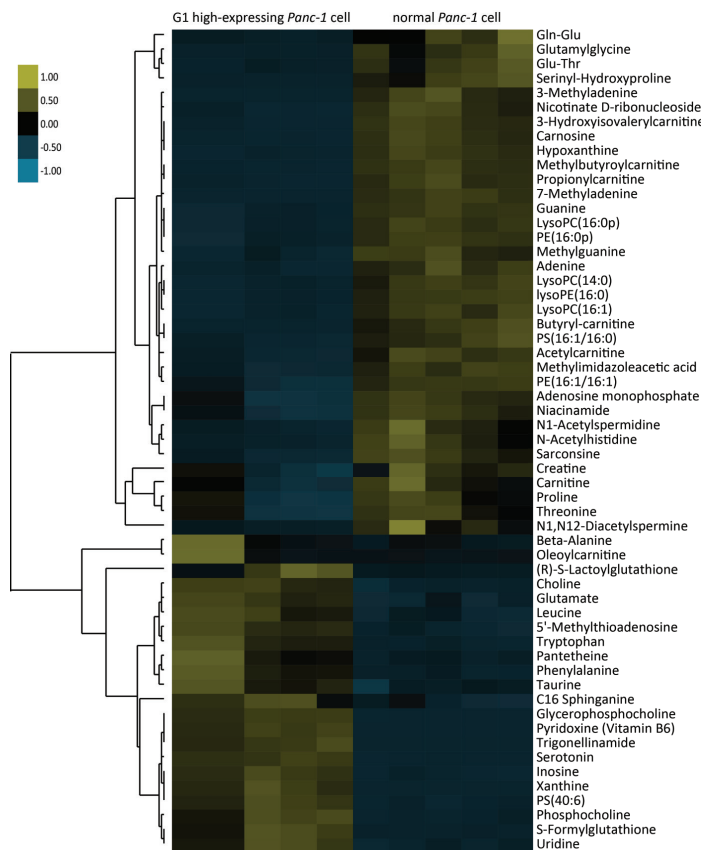 G1 high-expressing Panc-1 cell
normal Panc-1 cell
1.00
0.50
0.00
-0.50
-1.00
Gln-Glu
Glutamylglycine
Glu-Thr
Serinyl-Hydroxyproline
3-Methyladenine
Nicotinate D-ribonucleoside
3-Hydroxyisovalerylcarnitine
Carnosine
Hypoxanthine
Methylbutyroylcarnitine
Propionylcarnitine
7-Methyladenine
Guanine
LysoPC(16:0p)
PE(16:0p)
Methylguanine
Adenine
LysoPC(14:0)
lysoPE(16:0)
LysoPC(16:1)
Butyryl-carnitine
PS(16:1/16:0)
Acetylcarnitine
Methylimidazoleacetic acid
PE(16:1/16:1)
Adenosine monophosphate
Niacinamide
N1-Acetylspermidine
N-Acetylhistidine
Sarconsine
Creatine
Carnitine
Proline
Threonine
N1,N12-Diacetylspermine
Beta-Alanine
Oleoylcarnitine
(R)-S-Lactoylglutathione
Choline
Glutamate
Leucine
5'-Methylthioadenosine
Tryptophan
Pantetheine
Phenylalanine
Taurine
C16 Sphinganine
Glycerophosphocholine
Pyridoxine (Vitamin B6)
Trigonellinamide
Serotonin
Inosine
Xanthine
PS(40:6)
Phosphocholine
S-Formylglutathione
Uridine